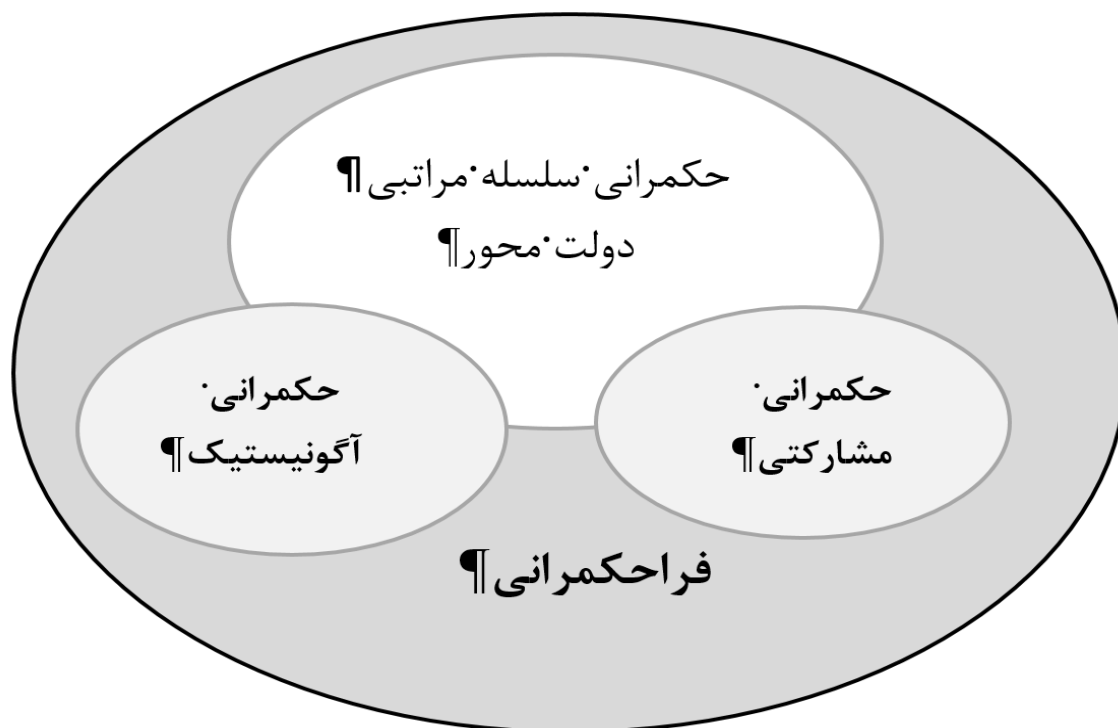 حکمرانی سلسله مراتبی¶
دولت محور¶
حکمرانی
مشارکتی¶
حکمرانی
آگونیستیک¶
فراحکمرانی¶